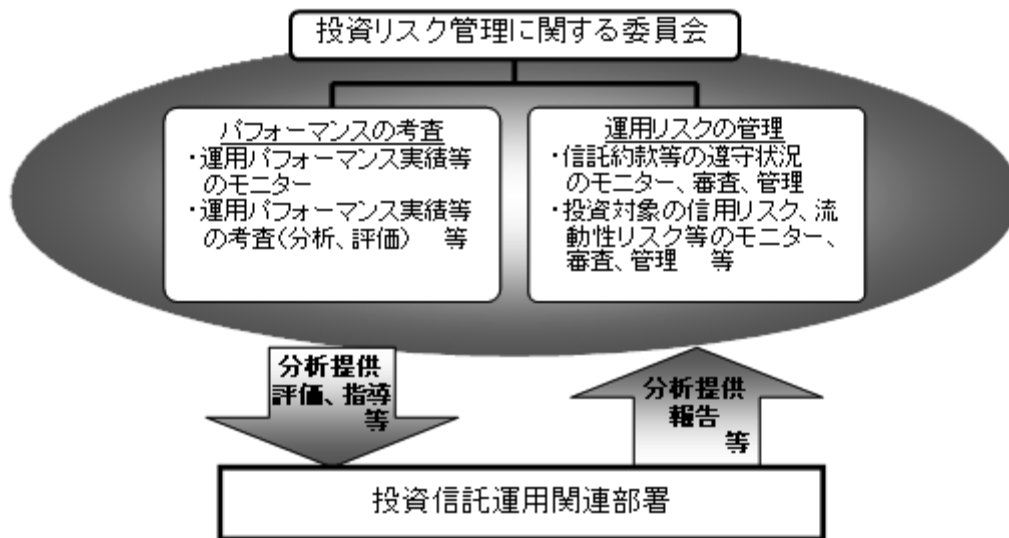 投資リスク管理に関する委員会
パフォーマンスの考査
・運用パフォーマンス実績等
のモニター
・運用パフォーマンス実績等
の考査(分析、評価) 等
運用リスクの管理
・信託約款等の遵守状況
のモニター、審査、管理
・投資対象の信用リスク、流
動性リスク等のモニター、
審査、管理 等
分析提供
評価、指導
等
分析提供
報告
等
投資信託運用関連部署